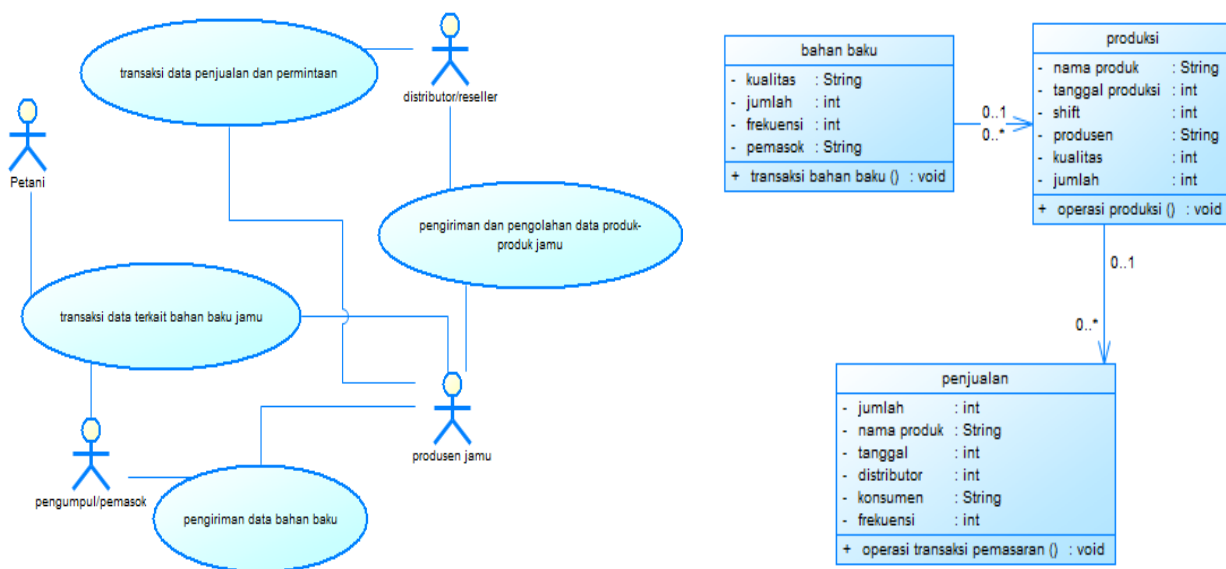 transaksi data penjualan dan permintaan
distributor/reseller
Petani
pengiriman dan pengolahan data produk-
produk jamu
transaksi data terkait bahan baku jamu
produsen jamu
pengumpul/pemasok
pengiriman data bahan baku
bahan baku
- kualitas : String
- jumlah : int
- frekuensi : int
- pemasok : String
+ transaksi bahan baku () : void
0..1
0..*
produksi
- nama produk : String
- tanggal produksi : int
- shift : int
- produsen : String
- kualitas : int
- jumlah : int
+ operasi produksi () : void
0..1
0..*
penjualan
- jumlah : int
- nama produk : String
- tanggal : int
- distributor : int
- konsumen : String
- frekuensi : int
+ operasi transaksi pemasaran () : void